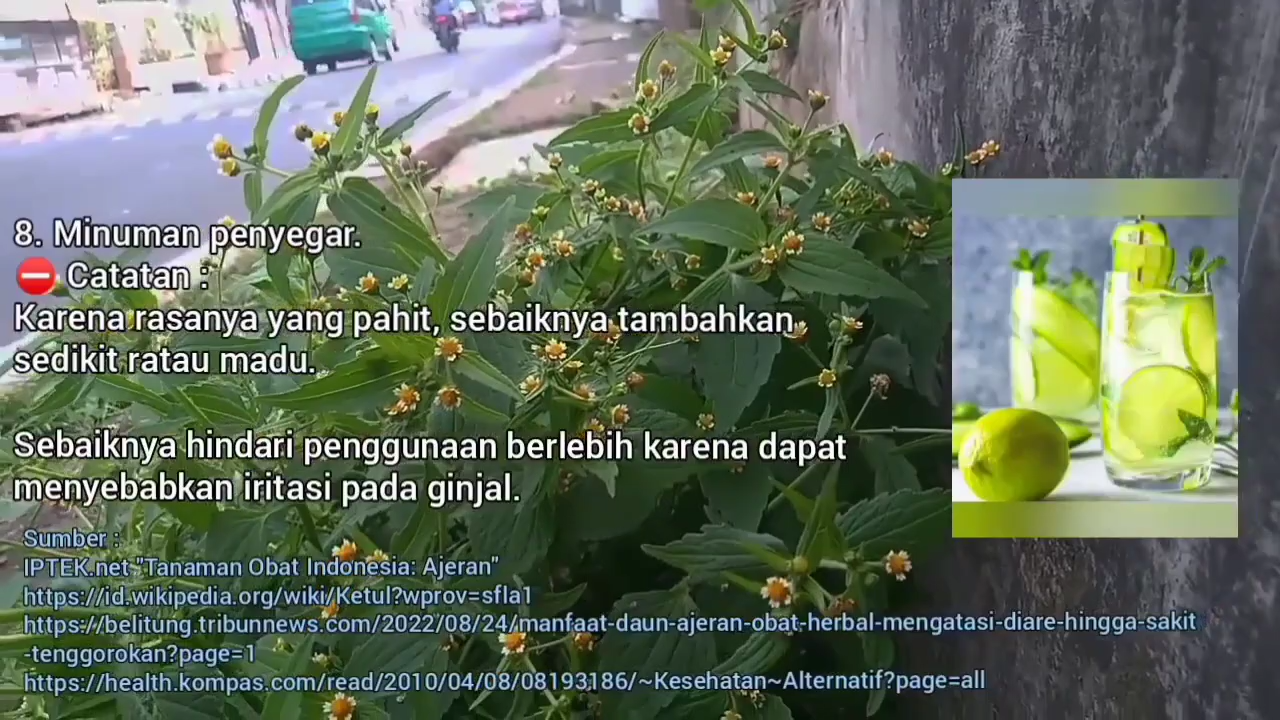 8. Minuman penyegar.
⛔ Catatan :
Karena rasanya yang pahit, sebaiknya tambahkan
sedikit ratau madu.
Sebaiknya hindari penggunaan berlebih karena dapat
menyebabkan iritasi pada ginjal.
Sumber :
IPTEK.net "Tanaman Obat Indonesia: Ajeran"
https://id.wikipedia.org/wiki/Ketul?wprov=sfla1
https://belitung.tribunnews.com/2022/08/24/manfaat-daun-ajeran-obat-herbal-mengatasi-diare-hingga-sakit
-tenggorokan?page=1
https://health.kompas.com/read/2010/04/08/08193186/~Kesehatan~Alternatif?page=all